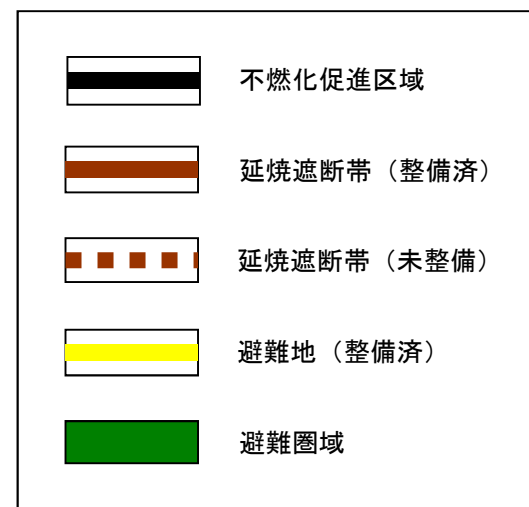 不燃化促進区域
延焼遮断帯（整備済）
延焼遮断帯（未整備）
避難地（整備済）
避難圏域